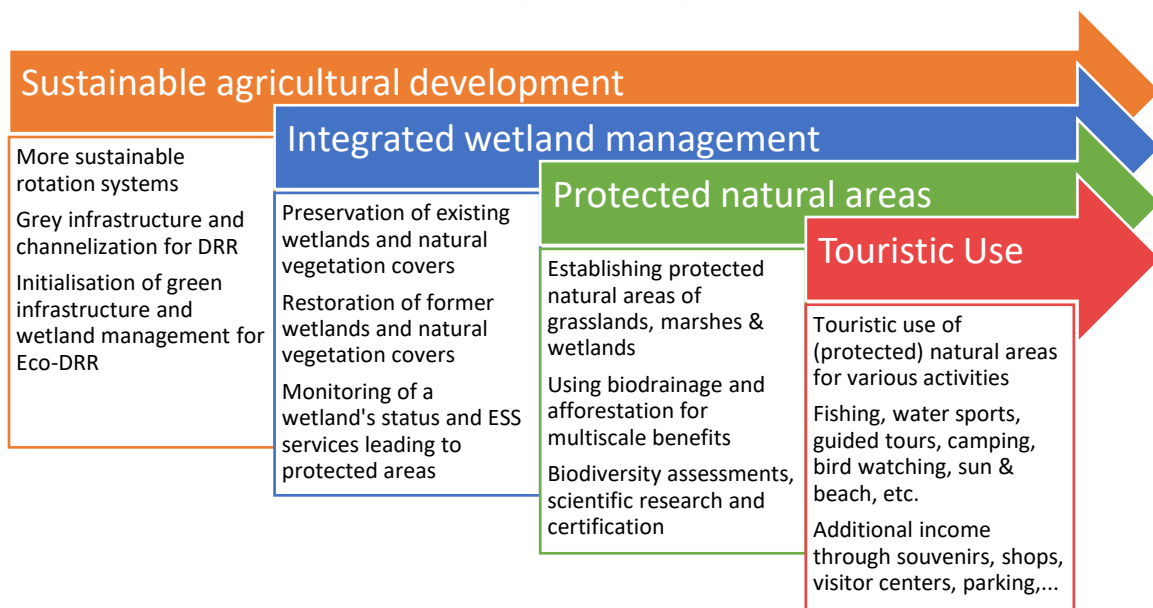 Sustainable agricultural development
More sustainable
rotation systems
Grey infrastructure and
channelization for DRR
Initialisation of green
infrastructure and
wetland management for
Eco-DRR
Integrated wetland management
Preservation of existing
wetlands and natural
vegetation covers
Restoration of former
wetlands and natural
vegetation covers
Monitoring of a
wetland's status and ESS
services leading to
protected areas
Protected natural areas
Establishing protected
natural areas of
grasslands, marshes &
wetlands
Using biodrainage and
afforestation for
multiscale benefits
Biodiversity assessments,
scientific research and
certification
Touristic Use
Touristic use of
(protected) natural areas
for various activities
Fishing, water sports,
guided tours, camping,
bird watching, sun &
beach, etc.
Additional income
through souvenirs, shops,
visitor centers, parking,...